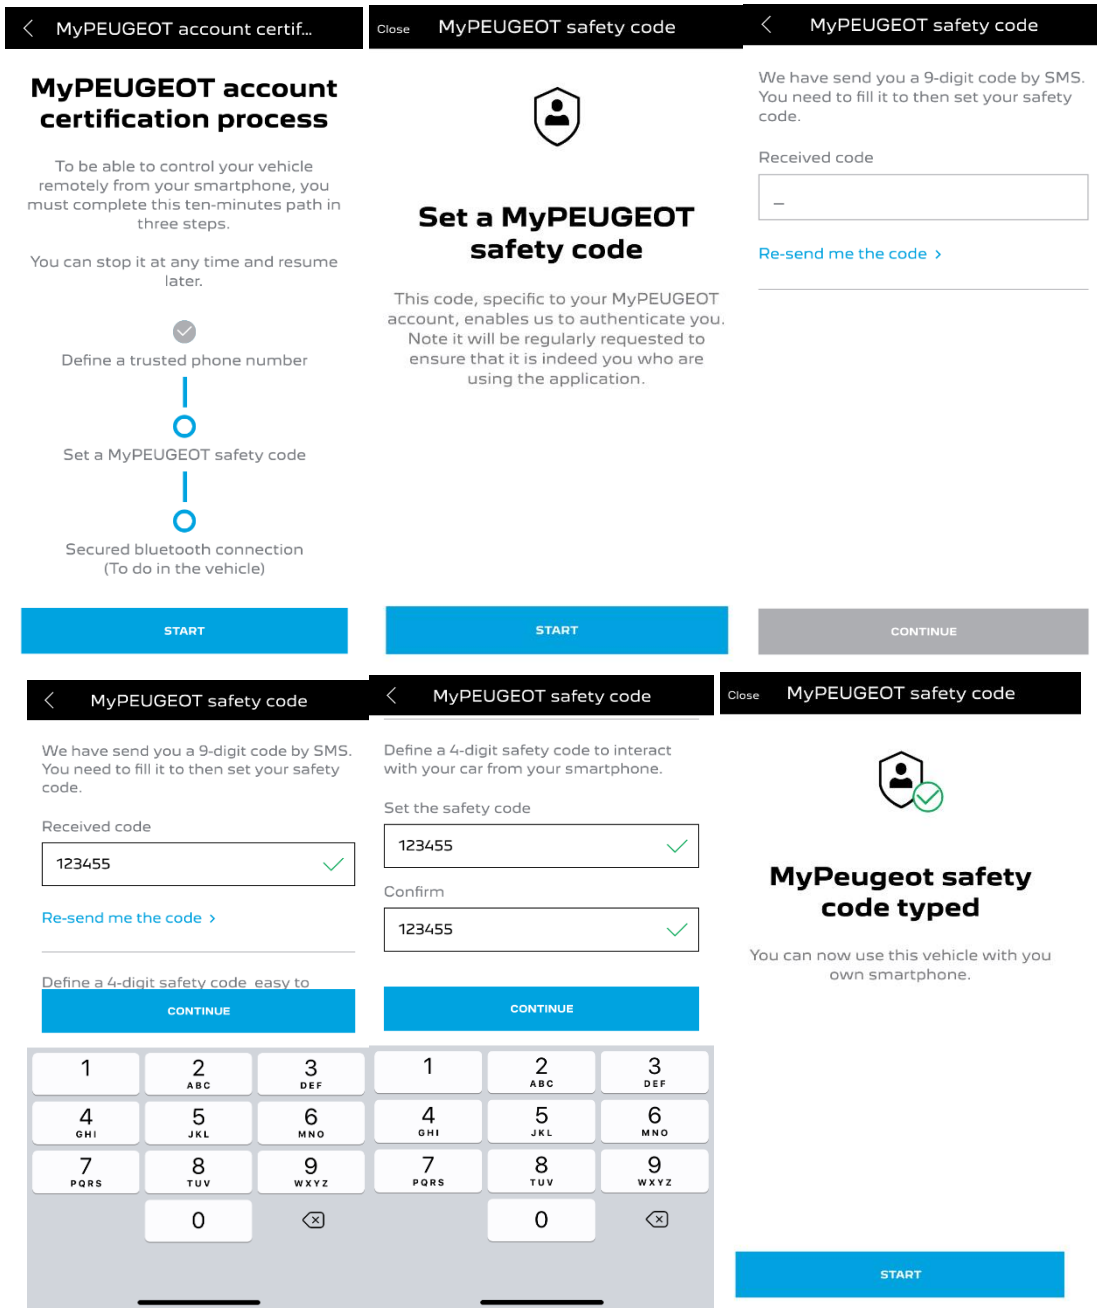 MyPEUGEOT account certif...
MyPEUGEOT account
certification process
To be able to control your vehicle
remotely from your smartphone, you
must complete this ten-minutes path in
three steps.
You can stop it at any time and resume
later.
Define a trusted phone number
Set a MyPEUGEOT safety code
Secured bluetooth connection
(To do in the vehicle)
START
Close
MyPEUGEOT safety code
Set a MyPEUGEOT
safety code
This code, specific to your MyPEUGEOT
account, enables us to authenticate you.
Note it will be regularly requested to
ensure that it is indeed you who are
using the application.
START
MyPEUGEOT safety code
We have send you a 9-digit code by SMS.
You need to fill it to then set your safety
code.
Received code
_
Re-send me the code >
CONTINUE
MyPEUGEOT safety code
We have send you a 9-digit code by SMS.
You need to fill it to then set your safety
code.
Received code
123455
Re-send me the code >
Define a 4-digit safety code easy to
CONTINUE
1 2 3
ABC DEF
4 5 6
GHI JKL MNO
7 8 9
PQRS TUV WXYZ
0
MyPEUGEOT safety code
Define a 4-digit safety code to interact
with your car from your smartphone.
Set the safety code
123455
Confirm
123455
CONTINUE
1 2 3
ABC DEF
4 5 6
GHI JKL MNO
7 8 9
PQRS TUV WXYZ
0
Close
MyPEUGEOT safety code
MyPeugeot safety
code typed
You can now use this vehicle with you
own smartphone.
START